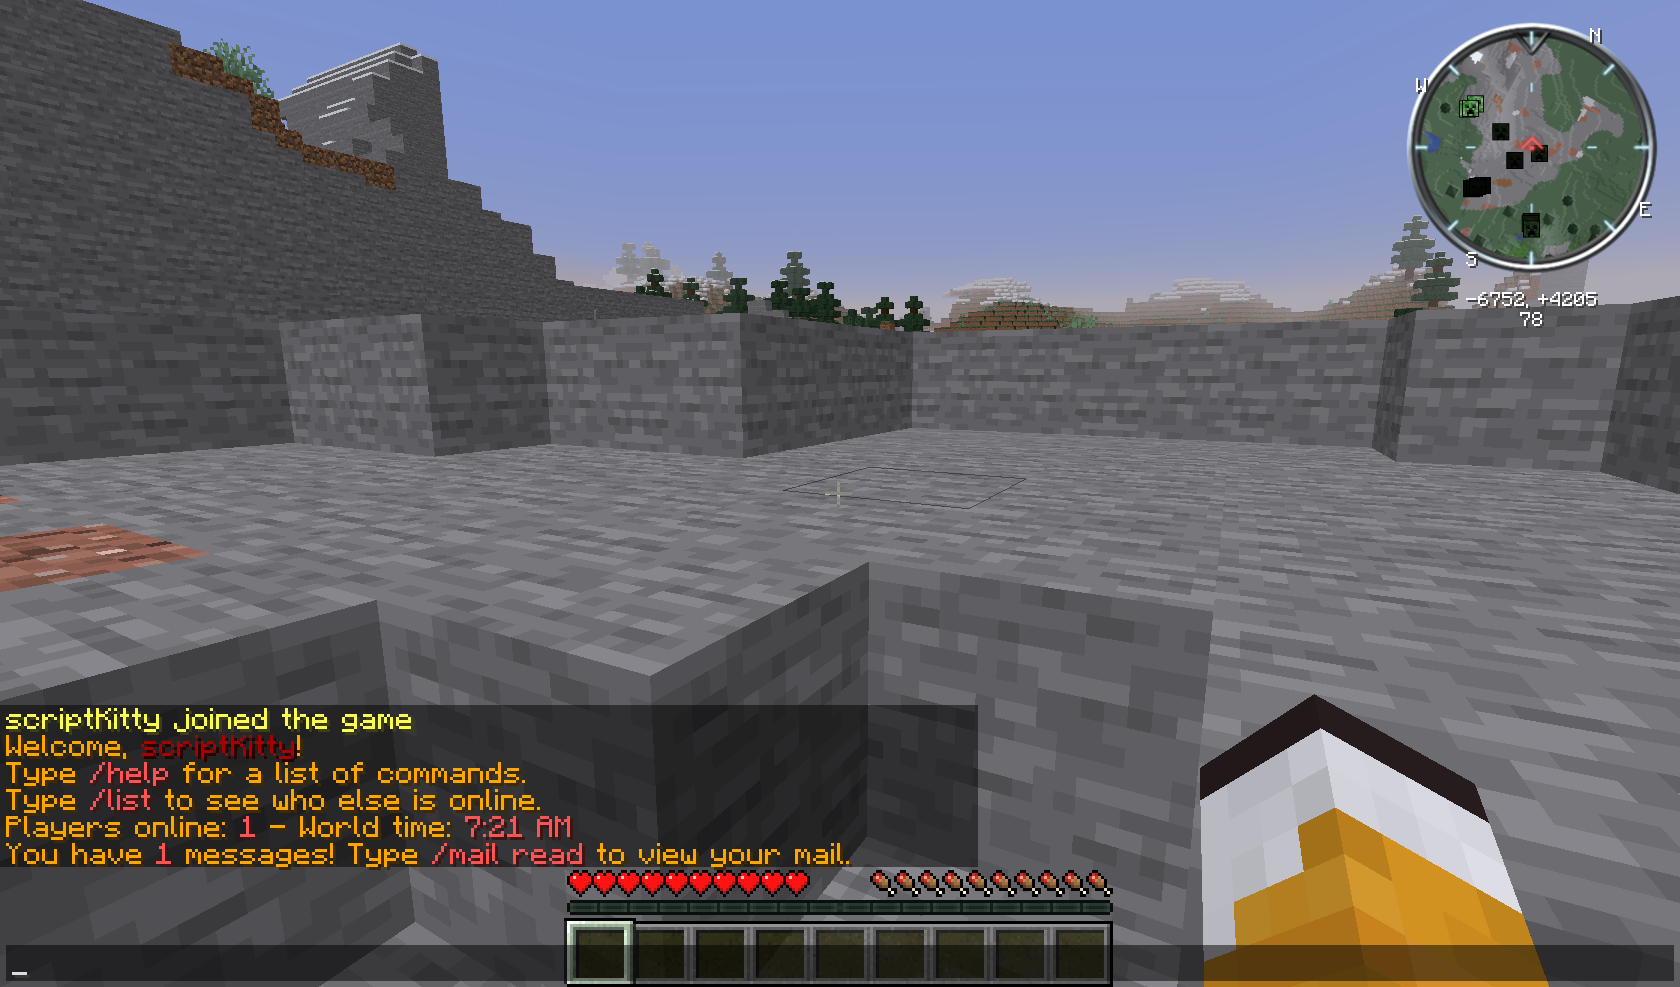 N
W
E
S
-6752, +4205
78
scriptKitty joined the game
Welcome, scriptKitty!
Type /help for a list of commands.
Type /list to see who else is online.
Players online: 1 - World time: 7:21 AM
You have 1 messages! Type /mail read to view your mail.
_